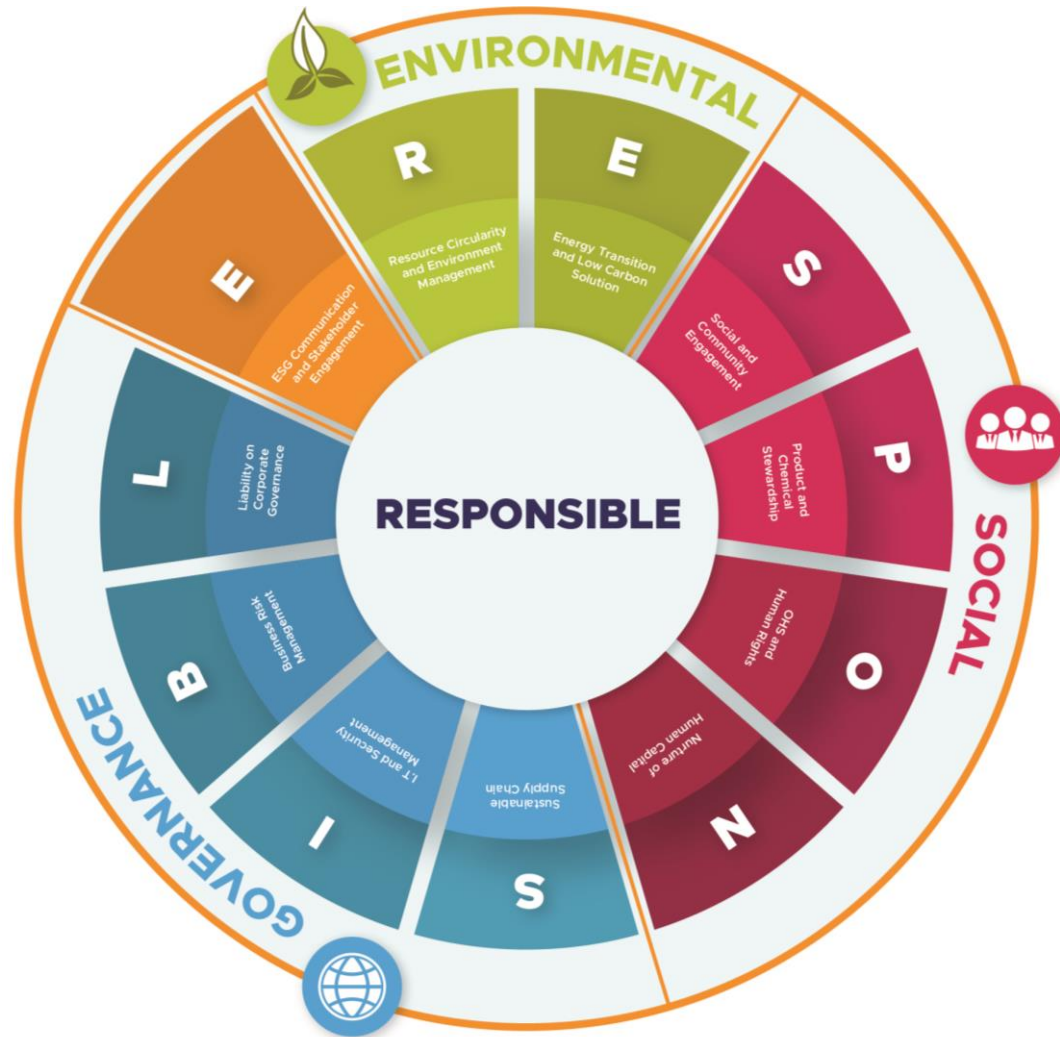 ENVIRONMENTAL
R
Resource Circularity
and Environment
Management
E
Energy Transition
and Low Carbon
Solution
SOCIAL
S
Social and
Community
Engagement
P
Product and
Chemical
Stewardship
O
OHS and
Human Rights
N
Nurture of
Human Capital
GOVERNANCE
S
Sustainable
Supply Chain
I
I.T and Security
Management
B
Business Risk
Management
L
Liability on
Corporate
Governance
E
ESG Communication
and Stakeholder
Engagement
RESPONSIBLE